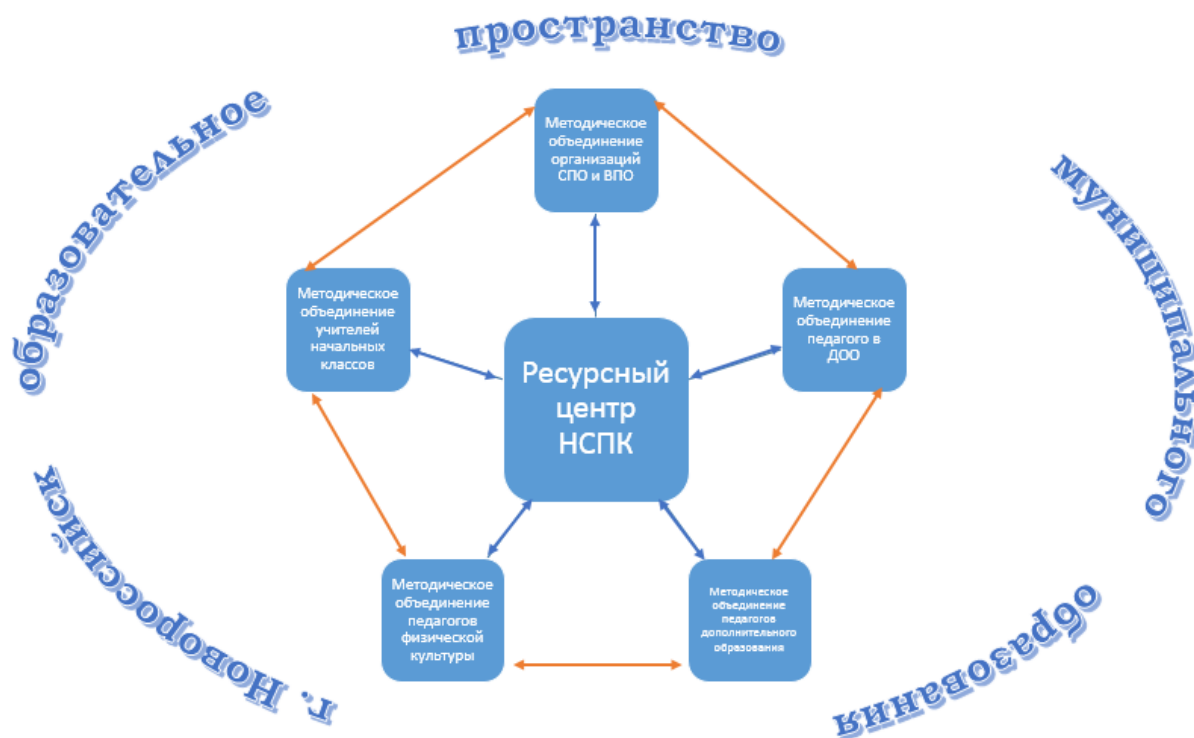 образовательное
пространство
муниципального
образования
г. Новороссийск
Методическое
объединение
организаций
СПО и ВПО
Методическое
объединение
учителей
начальных
классов
Ресурсный
центр
НСПК
Методическое
объединение
педагого в
ДОО
Методическое
объединение
педагогов
физической
культуры
Методическое
объединение
педагогов
дополнительного
образования